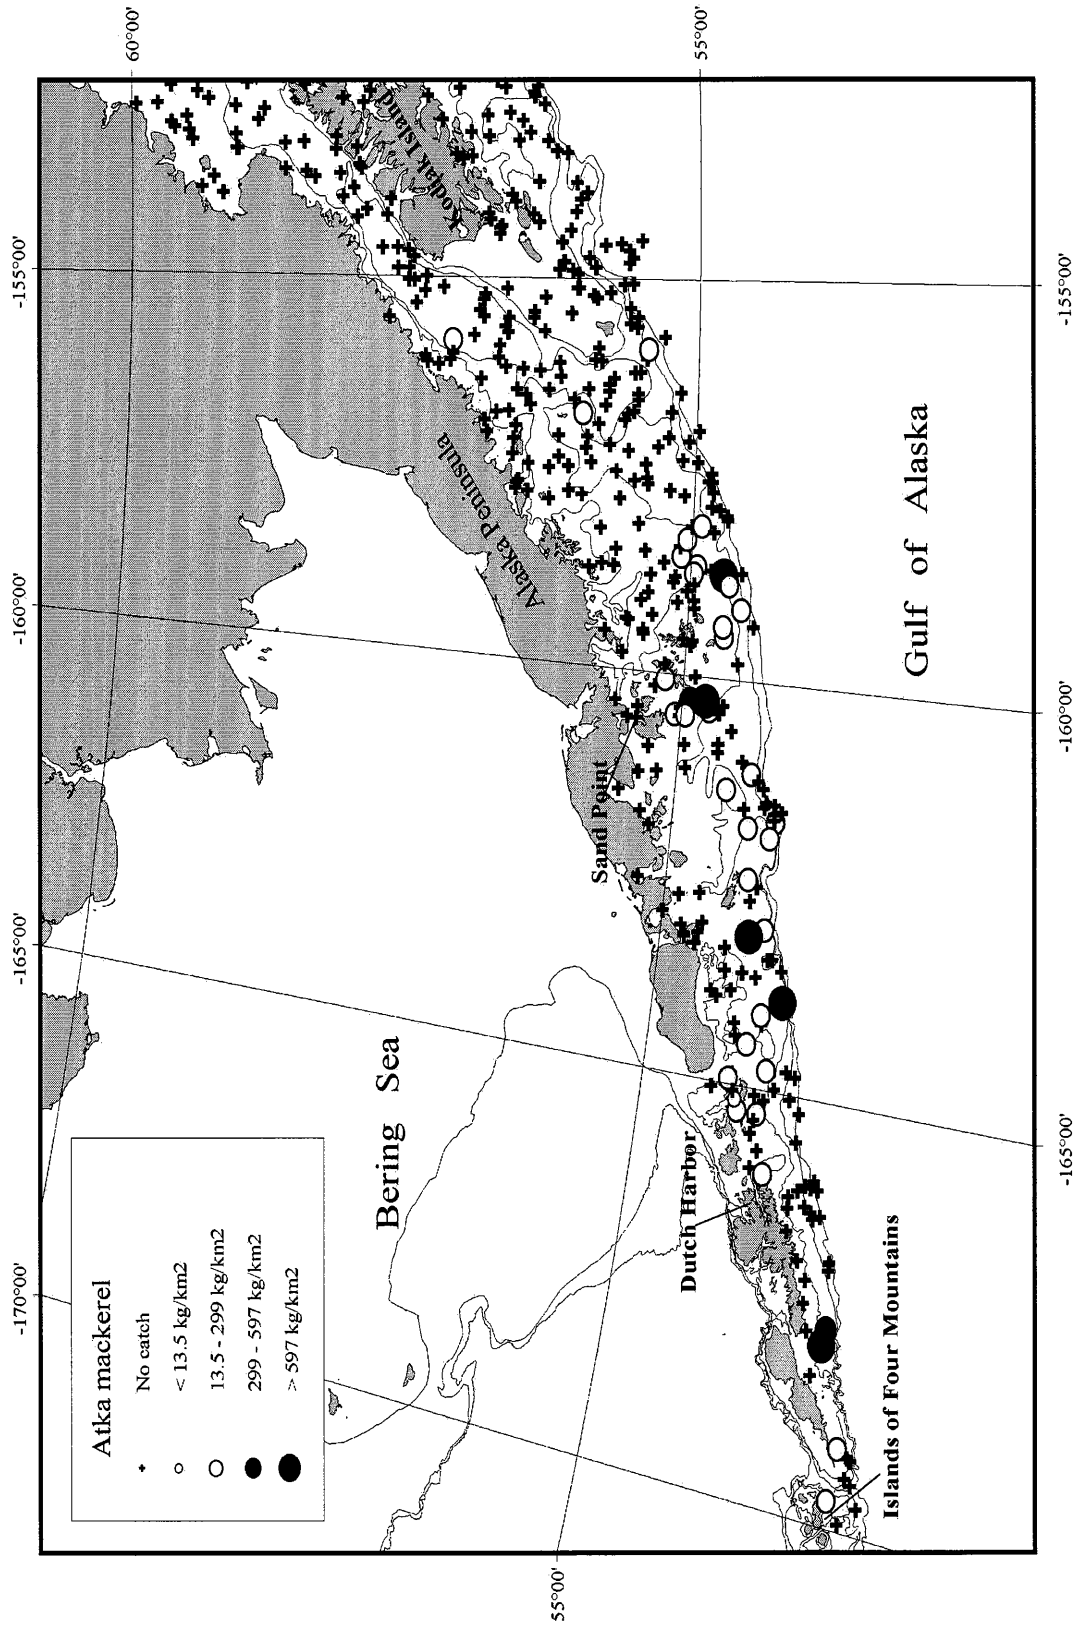 -170°00'
-165°00'
-160°00'
-155°00'
60°00'
55°00'
Atka mackerel
No catch
< 13.5 kg/km2
13.5 - 299 kg/km2
299 - 597 kg/km2
> 597 kg/km2
Bering Sea
Alaska Peninsula
Kodiak Island
Sand Point
Dutch Harbor
Islands of Four Mountains
Gulf of Alaska
55°00'
-165°00'
-160°00'
-155°00'